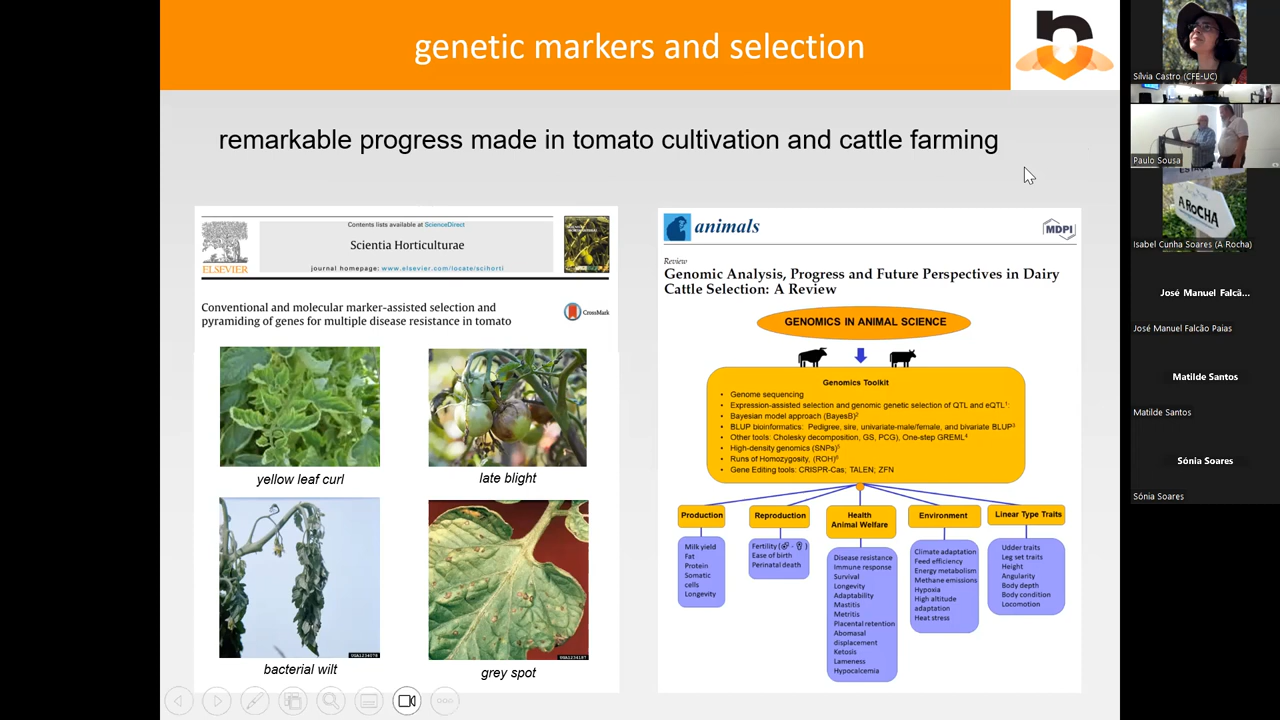 genetic markers and selection
remarkable progress made in tomato cultivation and cattle farming
Contents lists available at ScienceDirect
Scientia Horticulturae
journal homepage: www.elsevier.com/locate/scihorti
ELSEVIER
Conventional and molecular marker-assisted selection and
pyramiding of genes for multiple disease resistance in tomato
CrossMark
yellow leaf curl
late blight
bacterial wilt
grey spot
animals
MDPI
Review
Genomic Analysis, Progress and Future Perspectives in Dairy
Cattle Selection: A Review
GENOMICS IN ANIMAL SCIENCE
Genomics Toolkit
• Genome sequencing
• Expression-assisted selection and genomic genetic selection of QTL and eQTL¹:
• Bayesian model approach (BayesB)²
• BLUP bioinformatics: Pedigree, sire, univariate-male/female, and bivariate BLUP³
• Other tools: Cholesky decomposition, GS, PCG), One-step GREML⁴
• High-density genomics (SNPs)⁵
• Runs of Homozygosity, (ROH)⁶
• Gene Editing tools: CRISPR-Cas; TALEN; ZFN
Production
Milk yield
Fat
Protein
Somatic
cells
Longevity
Reproduction
Fertility
Ease of birth
Perinatal death
Health
Animal Welfare
Disease resistance
Immune response
Survival
Longevity
Adaptability
Mastitis
Metritis
Placental retention
Abomasal
displacement
Ketosis
Lameness
Hypocalcemia
Environment
Climate adaptation
Feed efficiency
Energy metabolism
Methane emissions
Hypoxia
High altitude
adaptation
Heat stress
Linear Type Traits
Udder traits
Leg set traits
Height
Angularity
Body depth
Body condition
Locomotion
Sílvia Castro (CFE-UC)
Paulo Sousa
A ROCHA
Isabel Cunha Soares (A Rocha)
José Manuel Falcã...
José Manuel Falcão Paias
Matilde Santos
Matilde Santos
Sónia Soares
Sónia Soares